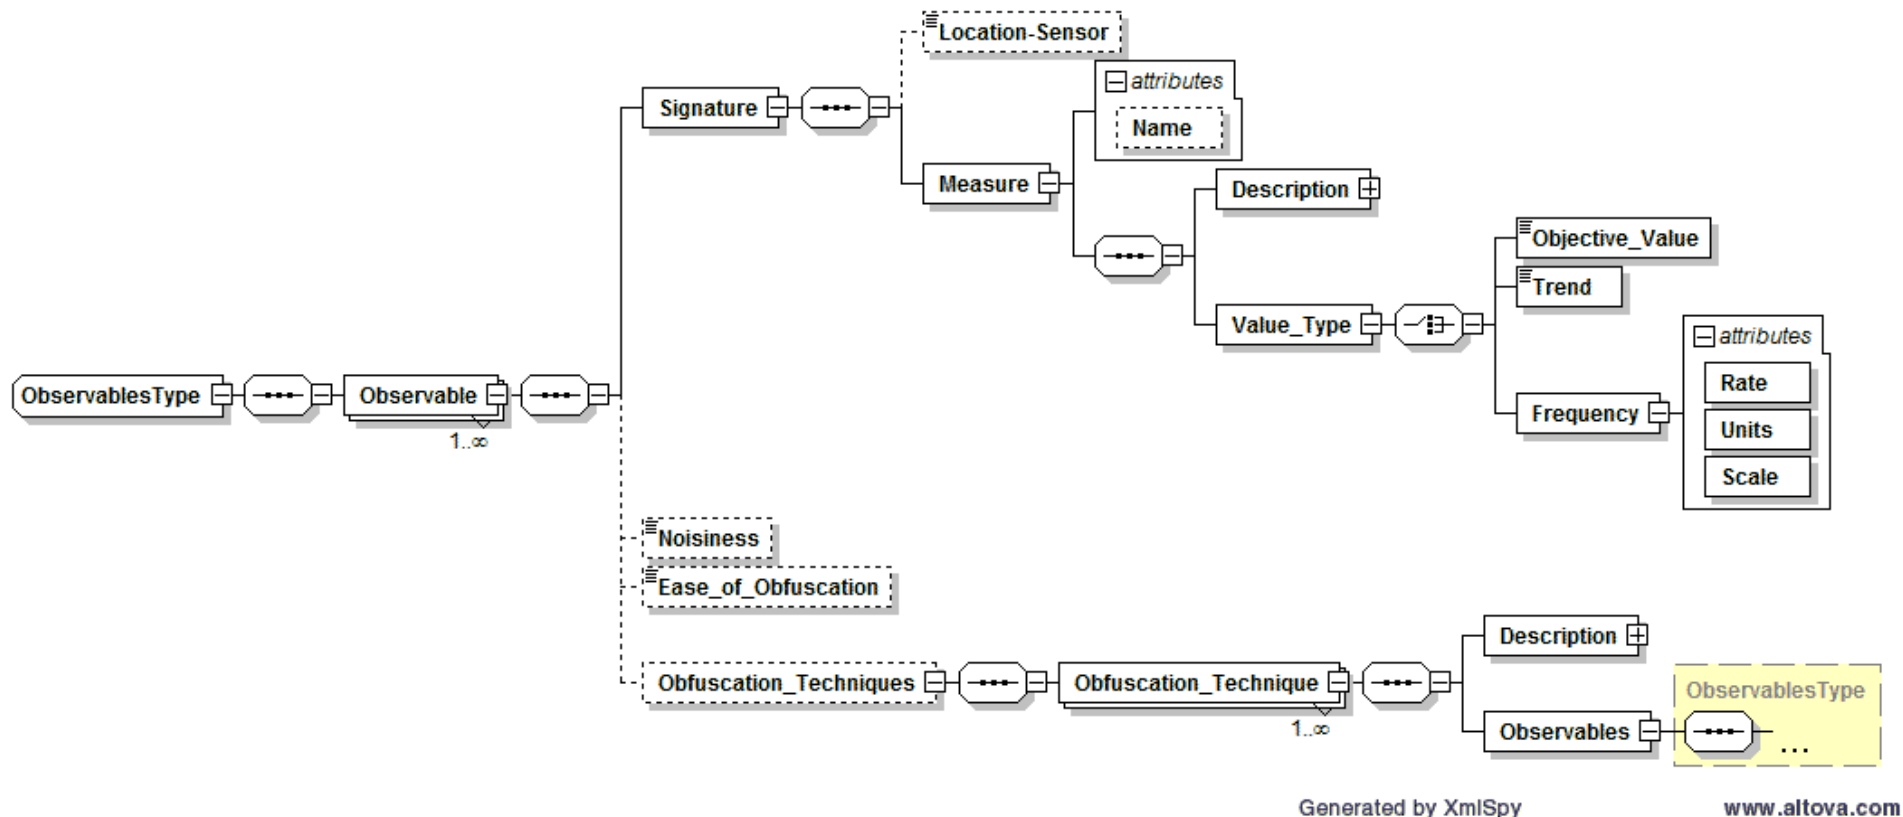 Location-Sensor
attributes
Signature
Name
Measure
Description
Objective_Value
Trend
Value_Type
attributes
Rate
ObservablesType
Observable
Frequency
Units
1..∞
Scale
Noisiness
Ease_of_Obfuscation
Description
Obfuscation_Techniques
Obfuscation_Technique
ObservablesType
1..∞
Observables
...
Generated by XmlSpy
www.altova.com